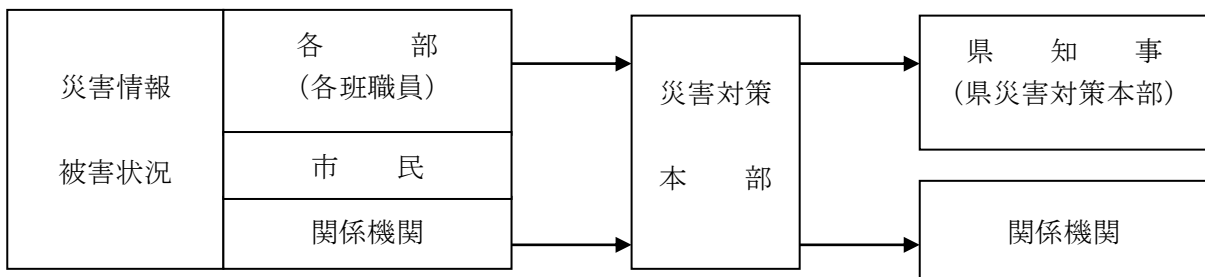 災害情報
被害状況
各　　部
（各班職員）
市　　民
関係機関
災害対策
本　　部
県　知　事
（県災害対策本部）
関係機関